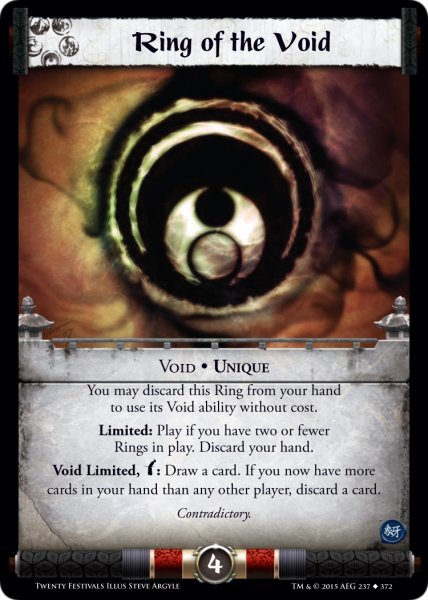 Ring of the Void
Void • Unique
You may discard this Ring from your hand
to use its Void ability without cost.
Limited: Play if you have two or fewer
Rings in play. Discard your hand.
Void Limited, : Draw a card. If you now have more
cards in your hand than any other player, discard a card.
Contradictory.
4
Twenty Festivals Illus Steve Argyle
TM & © 2015 AEG 237 ◆ 372